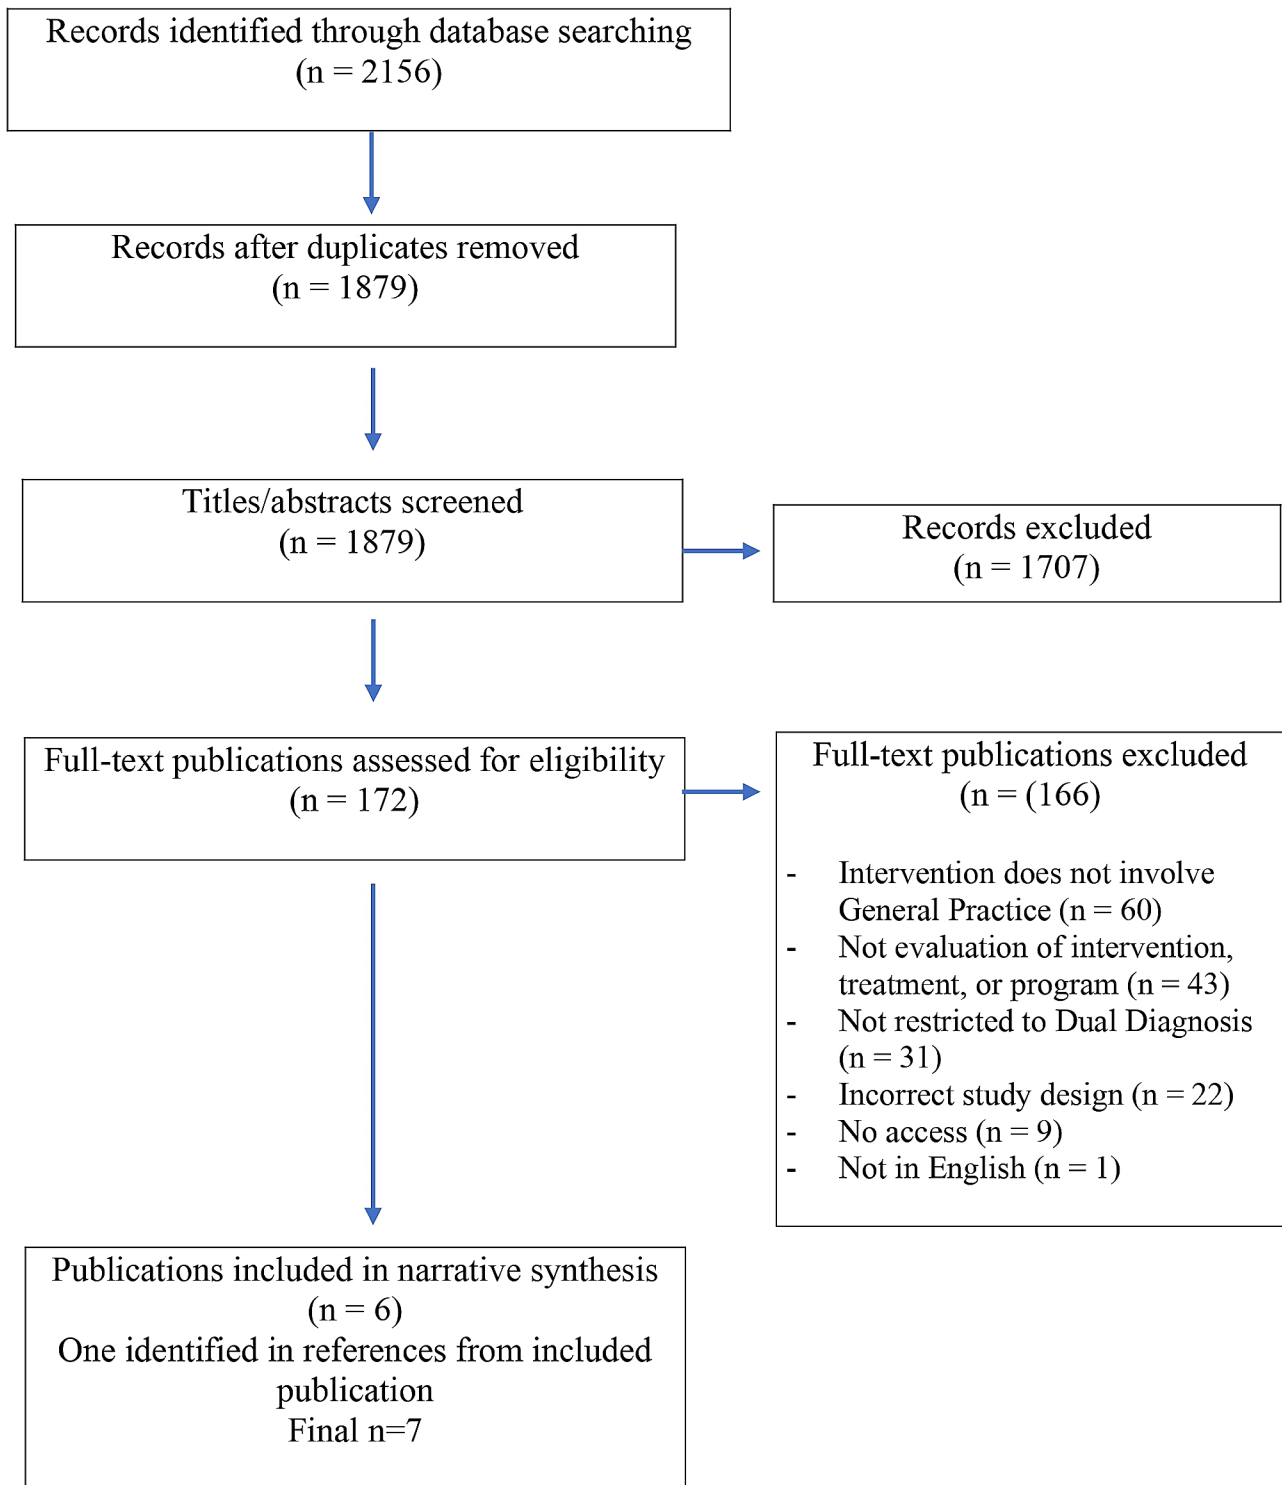 Records identified through database searching
(n = 2156)
Records after duplicates removed
(n = 1879)
Titles/abstracts screened
(n = 1879)
Records excluded
(n = 1707)
Full-text publications assessed for eligibility
(n = 172)
Full-text publications excluded
(n = (166)
- Intervention does not involve
General Practice (n = 60)
- Not evaluation of intervention,
treatment, or program (n = 43)
- Not restricted to Dual Diagnosis
(n = 31)
- Incorrect study design (n = 22)
- No access (n = 9)
- Not in English (n = 1)
Publications included in narrative synthesis
(n = 6)
One identified in references from included
publication
Final n=7